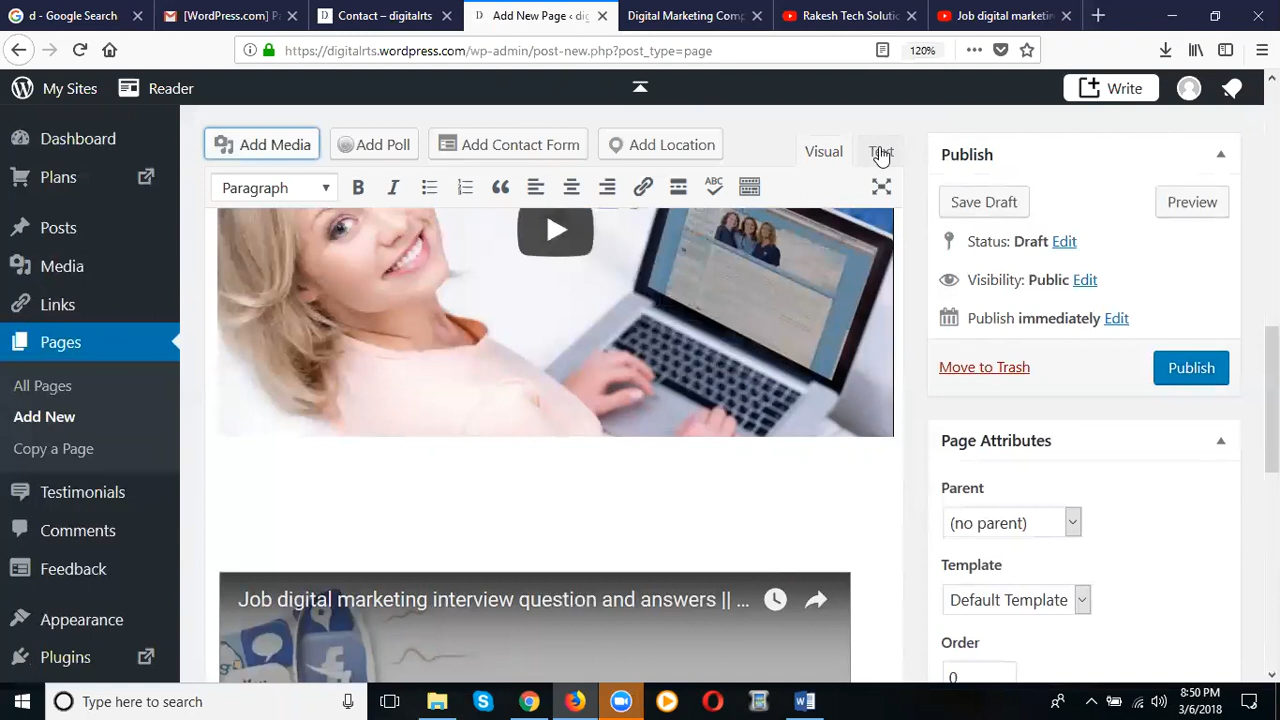 d - Google Search
[WordPress.com] P
Contact – digitalrts
Add New Page ‹ dig
Digital Marketing Comp
Rakesh Tech Solutic
Job digital marketin
https://digitalrts.wordpress.com/wp-admin/post-new.php?post_type=page
120%
My Sites
Reader
Write
Dashboard
Plans
Posts
Media
Links
Pages
All Pages
Add New
Copy a Page
Testimonials
Comments
Feedback
Appearance
Plugins
Add Media
Add Poll
Add Contact Form
Add Location
Visual
Text
Paragraph
B
I
ABC
Job digital marketing interview question and answers || ...
Publish
Save Draft
Preview
Status: Draft Edit
Visibility: Public Edit
Publish immediately Edit
Move to Trash
Publish
Page Attributes
Parent
(no parent)
Template
Default Template
Order
0
Type here to search
8:50 PM
3/6/2018